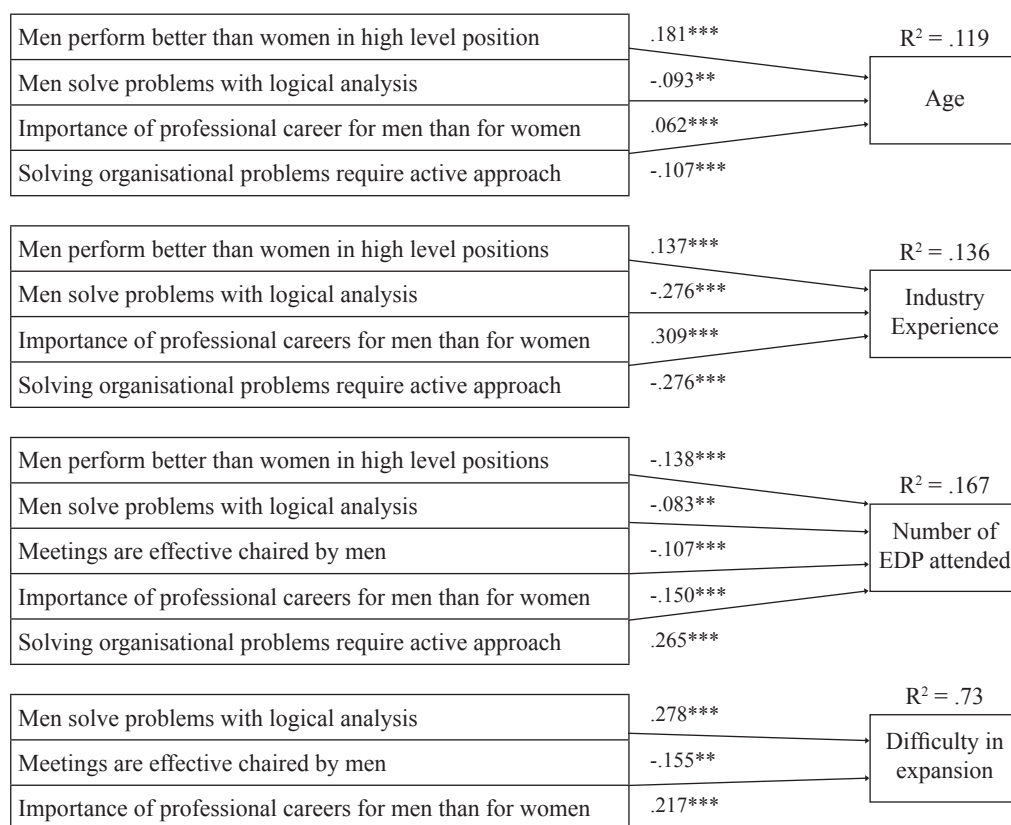 Men perform better than women in high level position
.181***
R² = .119
Men solve problems with logical analysis
-.093**
Age
Importance of professional career for men than for women
.062***
Solving organisational problems require active approach
-.107***
Men perform better than women in high level positions
.137***
R² = .136
Men solve problems with logical analysis
-.276***
Industry
Experience
Importance of professional careers for men than for women
.309***
Solving organisational problems require active approach
-.276***
Men perform better than women in high level positions
-.138***
R² = .167
Men solve problems with logical analysis
-.083**
Number of
EDP attended
Meetings are effective chaired by men
-.107***
Importance of professional careers for men than for women
-.150***
Solving organisational problems require active approach
.265***
R² = .73
Men solve problems with logical analysis
.278***
Difficulty in
expansion
Meetings are effective chaired by men
-.155**
Importance of professional careers for men than for women
.217***